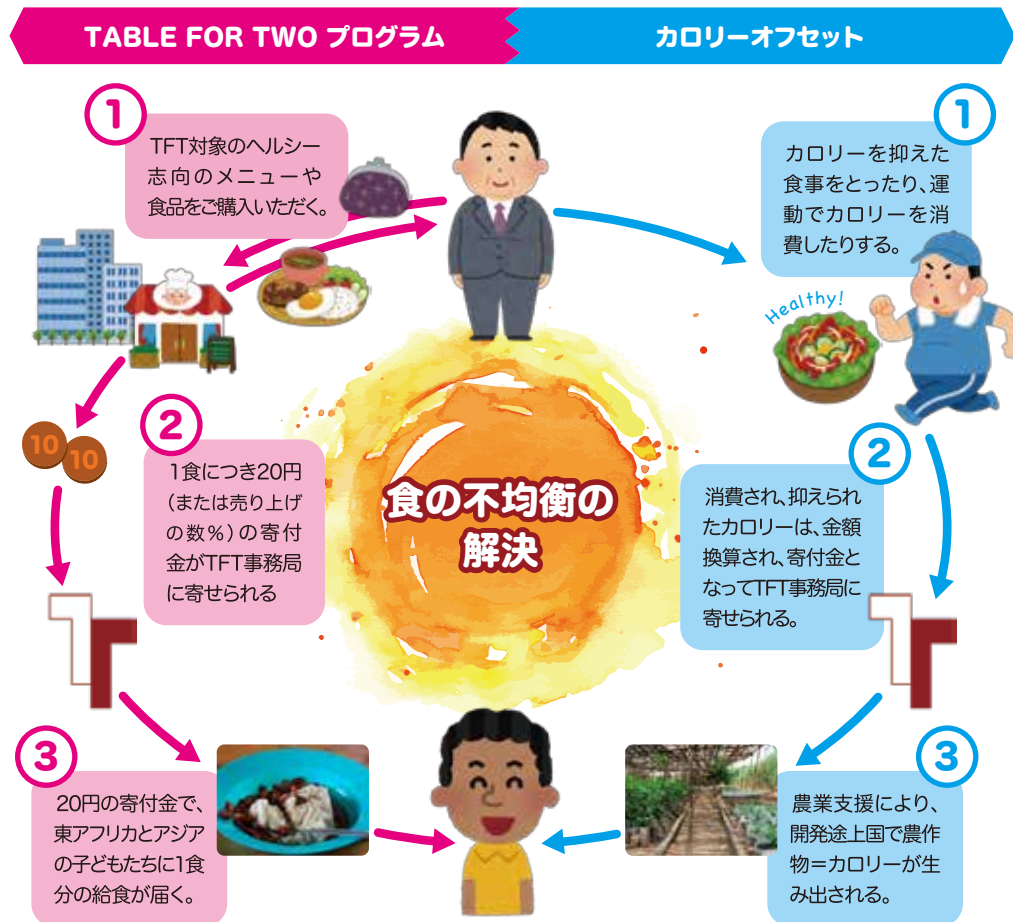 TABLE FOR TWO プログラム
カロリーオフセット
1
TFT対象のヘルシー
志向のメニューや
食品をご購入いただく。
10
10
2
1食につき20円
(または売り上げ
の数%)の寄付
金がTFT事務局
に寄せられる
3
20円の寄付金で、
東アフリカとアジア
の子どもたちに1食
分の給食が届く。
食の不均衡の
解決
1
カロリーを抑えた
食事をとったり、運
動でカロリーを消
費したりする。
Healthy!
2
消費され、抑えられ
たカロリーは、金額
換算され、寄付金と
なってTFT事務局に
寄せられる。
3
農業支援により、
開発途上国で農作
物=カロリーが生
み出される。